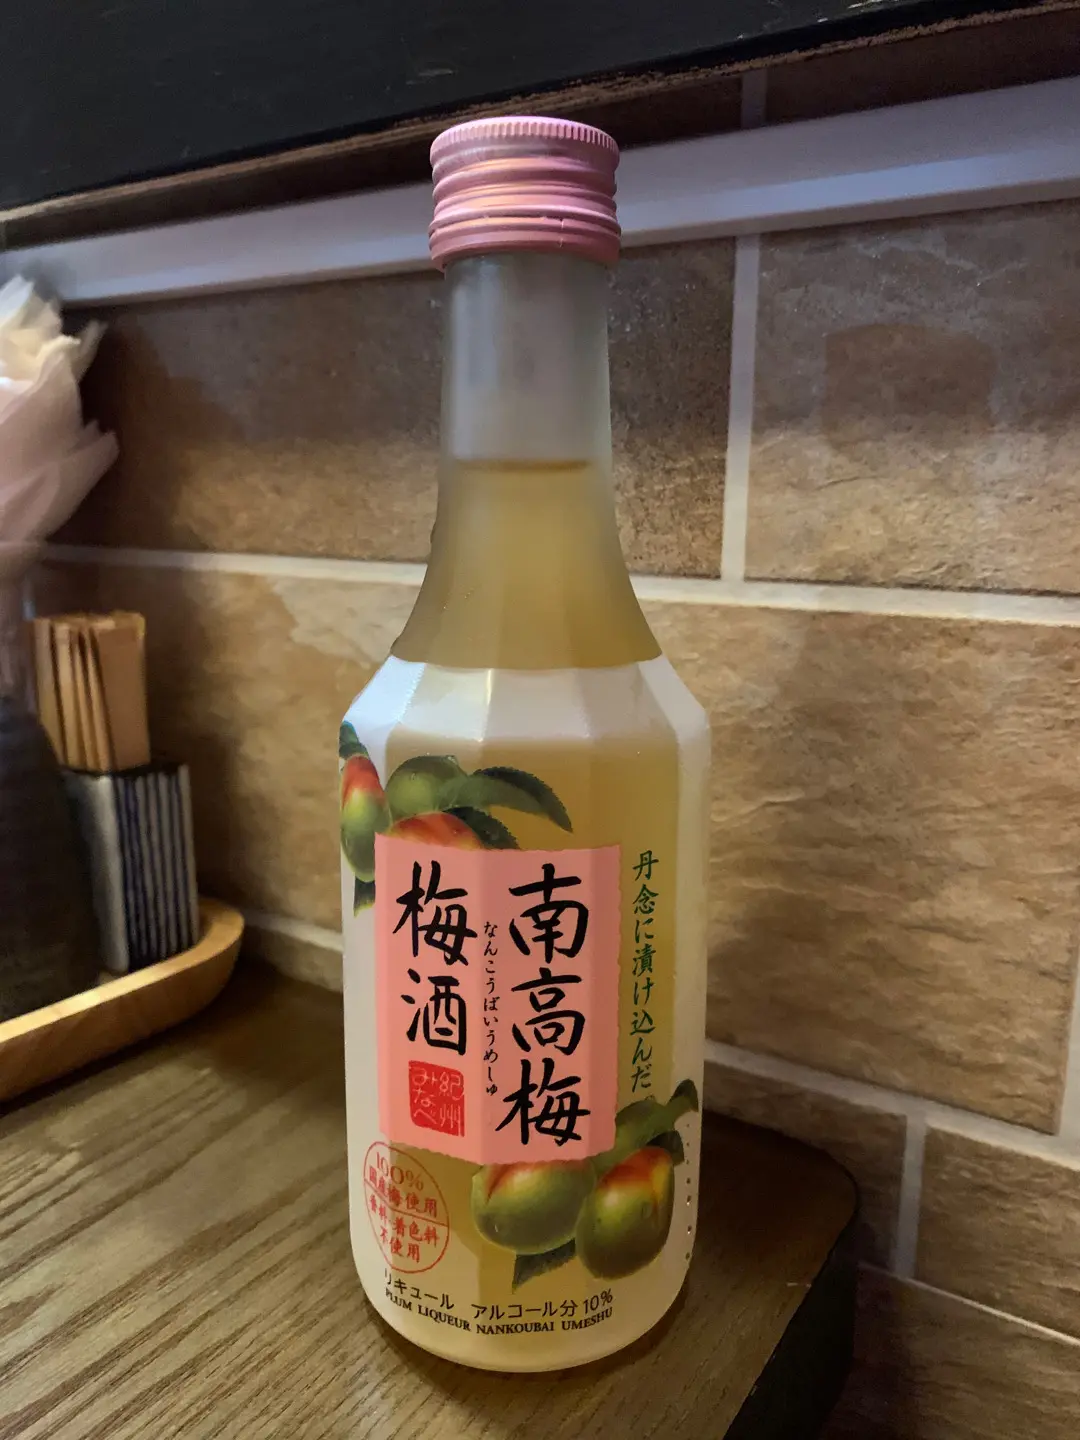 丹念に漬け込んだ
南高梅
なんこうばいうめしゅ
梅酒
紀州
みなべ
100%
国産梅使用
香料・着色料
不使用
リキュール アルコール分10%
PLUM LIQUEUR NANKOUBAI UMESHU